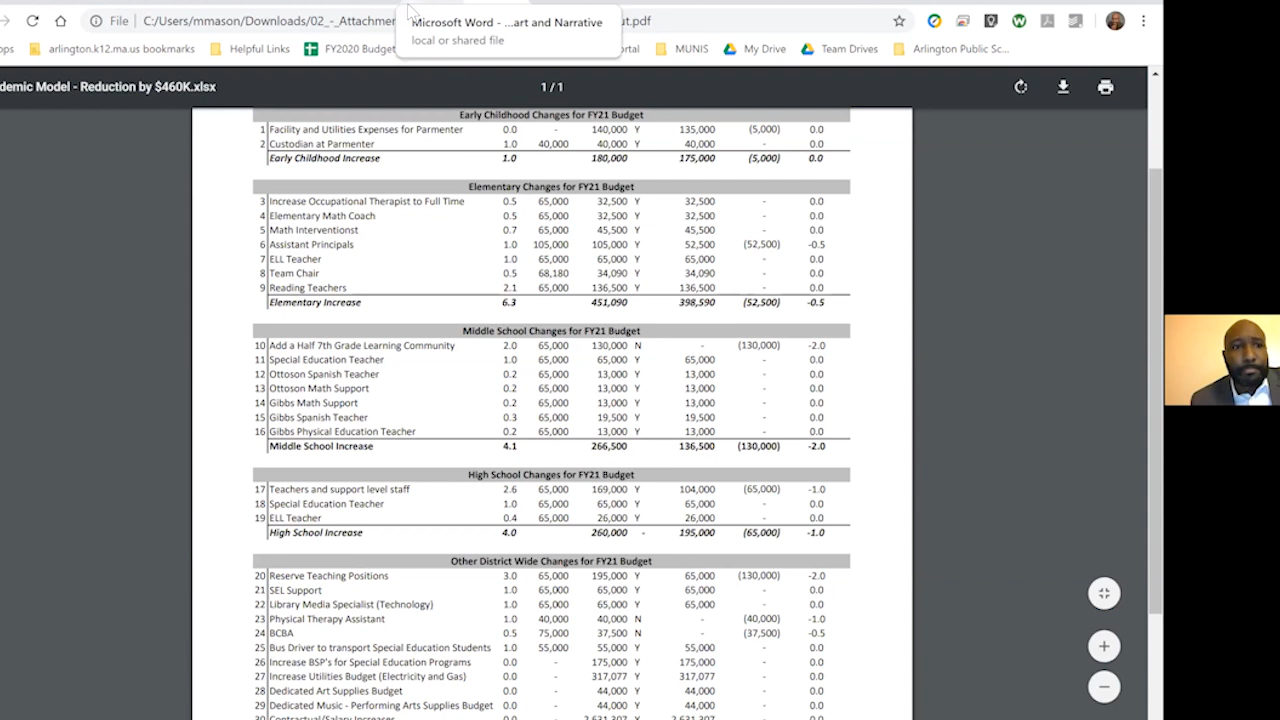 Microsoft Word - ...art and Narrative
local or shared file
File C:/Users/mmason/Downloads/02_-_Attachmen
.pdf
arlington.k12.ma.us bookmarks Helpful Links FY2020 Budget MUNIS My Drive Team Drives Arlington Public Sc...
demic Model - Reduction by $460K.xlsx 1 / 1
Early Childhood Changes for FY21 Budget
1 Facility and Utilities Expenses for Parmenter 0.0 - 140,000 Y 135,000 (5,000) 0.0
2 Custodian at Parmenter 1.0 40,000 40,000 Y 40,000 - 0.0
Early Childhood Increase 1.0 180,000 175,000 (5,000) 0.0
Elementary Changes for FY21 Budget
3 Increase Occupational Therapist to Full Time 0.5 65,000 32,500 Y 32,500 - 0.0
4 Elementary Math Coach 0.5 65,000 32,500 Y 32,500 - 0.0
5 Math Interventionst 0.7 65,000 45,500 Y 45,500 - 0.0
6 Assistant Principals 1.0 105,000 105,000 Y 52,500 (52,500) -0.5
7 ELL Teacher 1.0 65,000 65,000 Y 65,000 - 0.0
8 Team Chair 0.5 68,180 34,090 Y 34,090 - 0.0
9 Reading Teachers 2.1 65,000 136,500 Y 136,500 - 0.0
Elementary Increase 6.3 451,090 398,590 (52,500) -0.5
Middle School Changes for FY21 Budget
10 Add a Half 7th Grade Learning Community 2.0 65,000 130,000 N - (130,000) -2.0
11 Special Education Teacher 1.0 65,000 65,000 Y 65,000 - 0.0
12 Ottoson Spanish Teacher 0.2 65,000 13,000 Y 13,000 - 0.0
13 Ottoson Math Support 0.2 65,000 13,000 Y 13,000 - 0.0
14 Gibbs Math Support 0.2 65,000 13,000 Y 13,000 - 0.0
15 Gibbs Spanish Teacher 0.3 65,000 19,500 Y 19,500 - 0.0
16 Gibbs Physical Education Teacher 0.2 65,000 13,000 Y 13,000 - 0.0
Middle School Increase 4.1 266,500 136,500 (130,000) -2.0
High School Changes for FY21 Budget
17 Teachers and support level staff 2.6 65,000 169,000 Y 104,000 (65,000) -1.0
18 Special Education Teacher 1.0 65,000 65,000 Y 65,000 - 0.0
19 ELL Teacher 0.4 65,000 26,000 Y 26,000 - 0.0
High School Increase 4.0 260,000 - 195,000 (65,000) -1.0
Other District Wide Changes for FY21 Budget
20 Reserve Teaching Positions 3.0 65,000 195,000 Y 65,000 (130,000) -2.0
21 SEL Support 1.0 65,000 65,000 Y 65,000 - 0.0
22 Library Media Specialist (Technology) 1.0 65,000 65,000 Y 65,000 - 0.0
23 Physical Therapy Assistant 1.0 40,000 40,000 N - (40,000) -1.0
24 BCBA 0.5 75,000 37,500 N - (37,500) -0.5
25 Bus Driver to transport Special Education Students 1.0 55,000 55,000 Y 55,000 - 0.0
26 Increase BSP's for Special Education Programs 0.0 - 175,000 Y 175,000 - 0.0
27 Increase Utilities Budget (Electricity and Gas) 0.0 - 317,077 Y 317,077 - 0.0
28 Dedicated Art Supplies Budget 0.0 - 44,000 Y 44,000 - 0.0
29 Dedicated Music - Performing Arts Supplies Budget 0.0 - 44,000 Y 44,000 - 0.0
30 Contractual/Salary Increases 0.0 - 2,631,307 Y 2,631,307 - 0.0